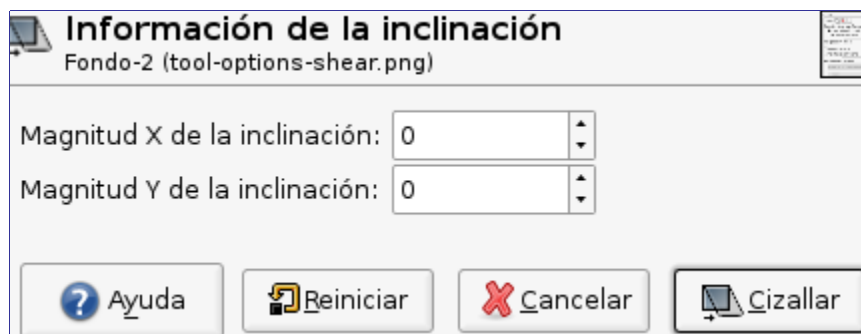 Información de la inclinación
Fondo-2 (tool-options-shear.png)
Magnitud X de la inclinación: 0
Magnitud Y de la inclinación: 0
Ayuda Reiniciar Cancelar Cizallar